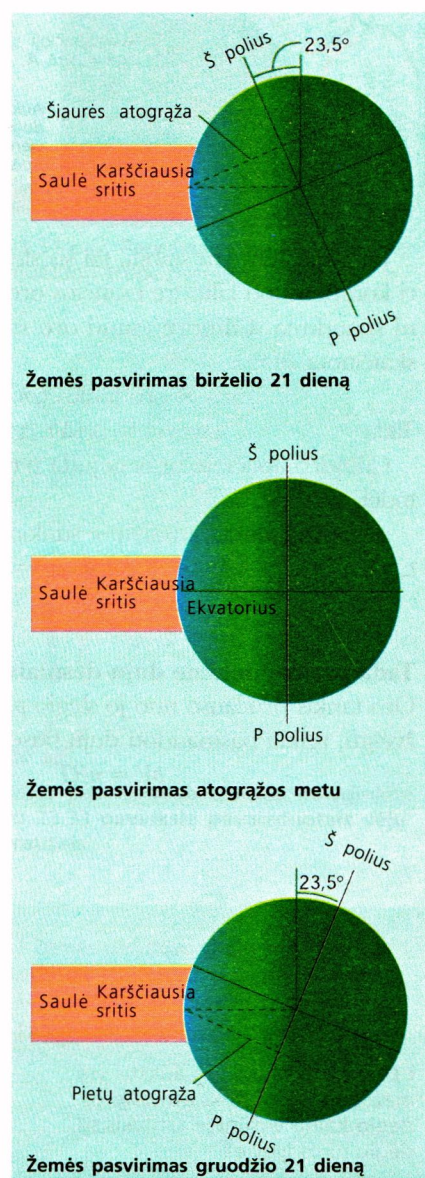 Š polius
23,5°
Šiaurės atogrąža
Saulė
Karščiausia
sritis
P polius
Žemės pasvirimas birželio 21 dieną
Š polius
Saulė
Karščiausia
sritis
Ekvatorius
P polius
Žemės pasvirimas atogrąžos metu
Š polius
23,5°
Saulė
Karščiausia
sritis
Pietų atogrąža
P polius
Žemės pasvirimas gruodžio 21 dieną